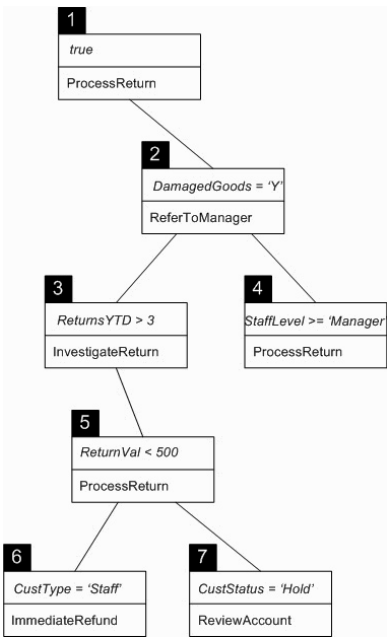 1
true
ProcessReturn
2
DamagedGoods = ‘Y’
ReferToManager
3
ReturnsYTD > 3
InvestigateReturn
4
StaffLevel >= ‘Manager’
ProcessReturn
5
ReturnVal < 500
ProcessReturn
6
CustType = ‘Staff’
ImmediateRefund
7
CustStatus = ‘Hold’
ReviewAccount